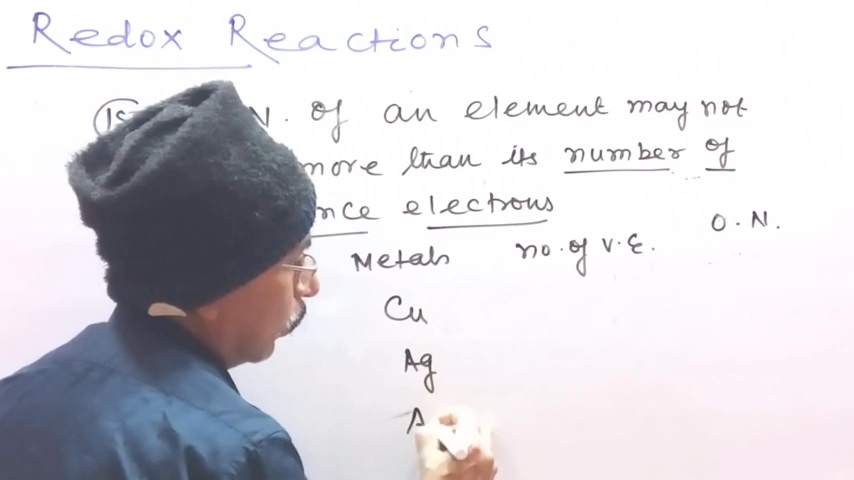 Redox Reactions
N. of an element may not
more than its number of
nce electrons
O.N.
Metals no. of V.E.
Cu
Ag
A